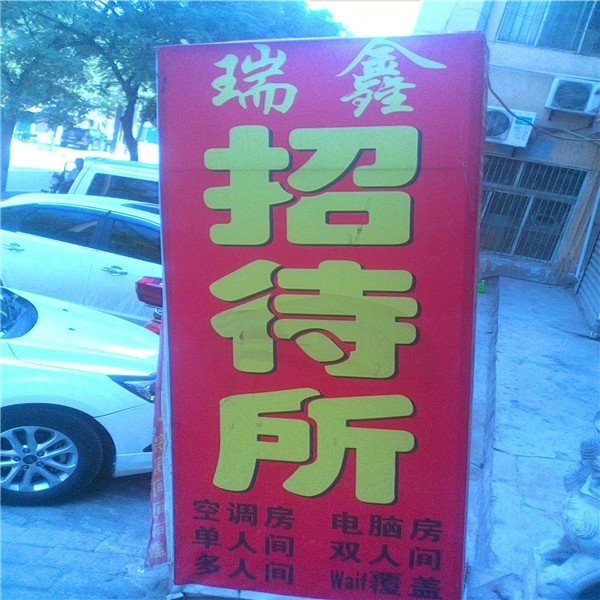 瑞鑫
招
待
所
空调房 电脑房
单人间 双人间
多人间 Waif覆盖